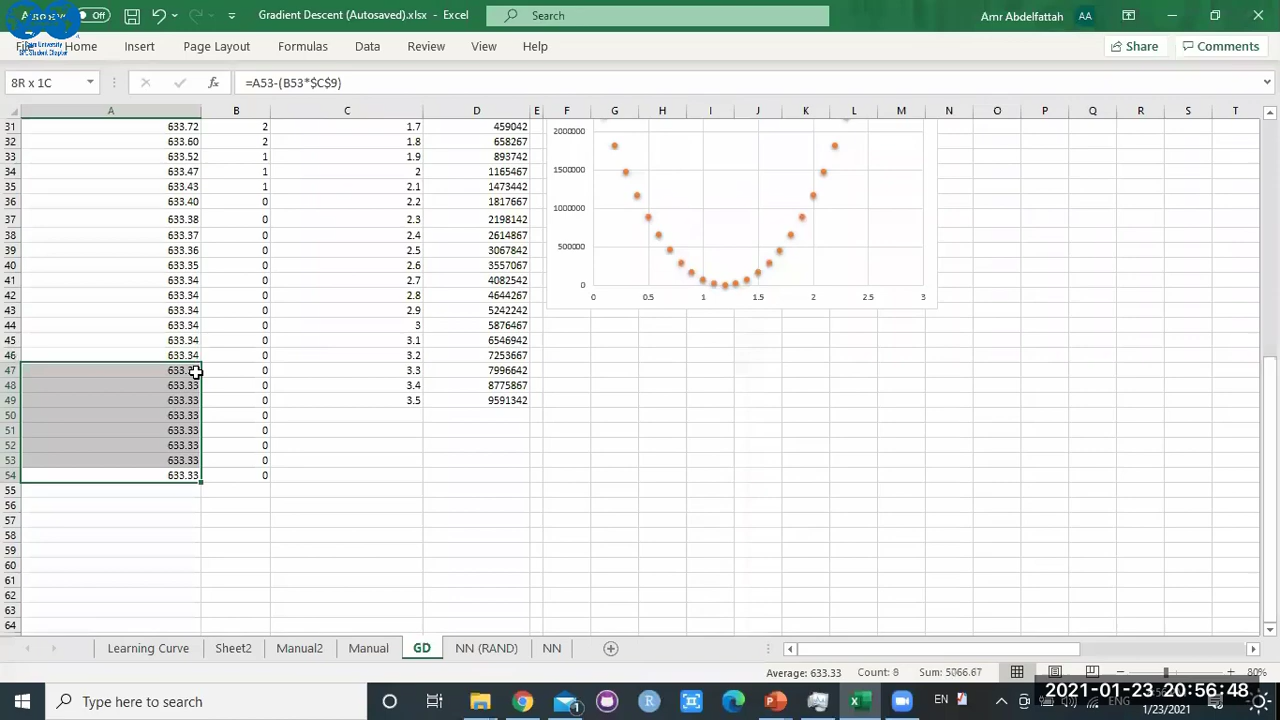 AutoSave Off Gradient Descent (Autosaved).xlsx - Excel Search Amr Abdelfattah AA
File Home Insert Page Layout Formulas Data Review View Help Share Comments
8R x 1C fx =A53-(B53*$C$9)
A B C D E F G H I J K L M N O P Q R S T
31 633.72 2 1.7 459042
32 633.60 2 1.8 658267
33 633.52 1 1.9 893742
34 633.47 1 2 1165467
35 633.43 1 2.1 1473442
36 633.40 0 2.2 1817667
37 633.38 0 2.3 2198142
38 633.37 0 2.4 2614867
39 633.36 0 2.5 3067842
40 633.35 0 2.6 3557067
41 633.34 0 2.7 4082542
42 633.34 0 2.8 4644267
43 633.34 0 2.9 5242242
44 633.34 0 3 5876467
45 633.34 0 3.1 6546942
46 633.34 0 3.2 7253667
47 0 3.3 7996642
48 633.33 0 3.4 8775867
49 633.33 0 3.5 9591342
50 633.33 0
51 633.33 0
52 633.33 0
53 633.33 0
54 633.33 0
55
56
57
58
59
60
61
62
63
64
2000000
1500000
1000000
500000
0
0 0.5 1 1.5 2 2.5 3
Learning Curve Sheet2 Manual2 Manual GD NN (RAND) NN
Average: 633.33 Count: 8 Sum: 5066.67 80%
Type here to search EN ENG
2021-01-23 20:56:48
1/23/2021